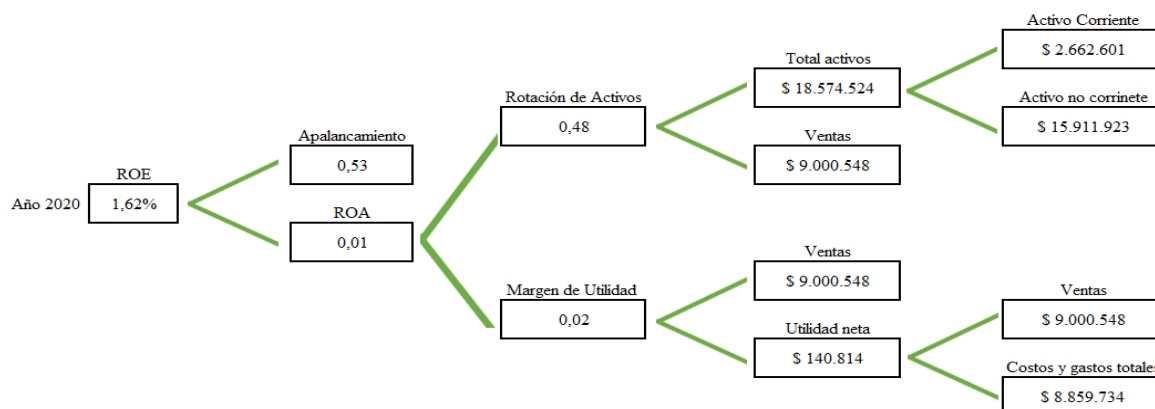 Activo Corriente
$ 2.662.601
Total activos
$ 18.574.524
Rotación de Activos
Activo no corrinete
0,48
$ 15.911.923
Apalancamiento
Ventas
0,53
$ 9.000.548
ROE
Año 2020
1,62%
ROA
0,01
Ventas
$ 9.000.548
Margen de Utilidad
Ventas
0,02
$ 9.000.548
Utilidad neta
$ 140.814
Costos y gastos totales
$ 8.859.734